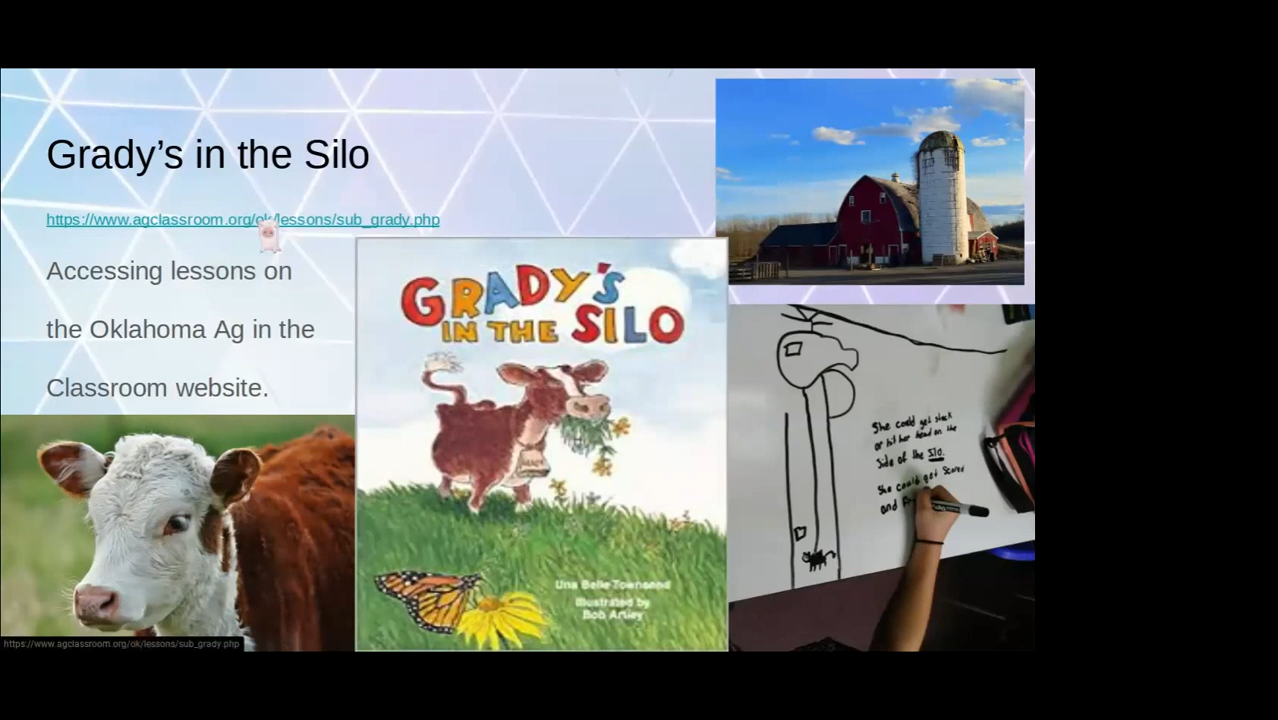 Grady's in the Silo
https://www.agclassroom.org/ok/lessons/sub_grady.php
Accessing lessons on
the Oklahoma Ag in the
Classroom website.
GRADY'S
IN THE SILO
Una Belle Townsend
Illustrated by
Bob Artley
She could get stuck
or hit her head on the
Side of the Silo.
She could get Scared
and
https://www.agclassroom.org/ok/lessons/sub_grady.php